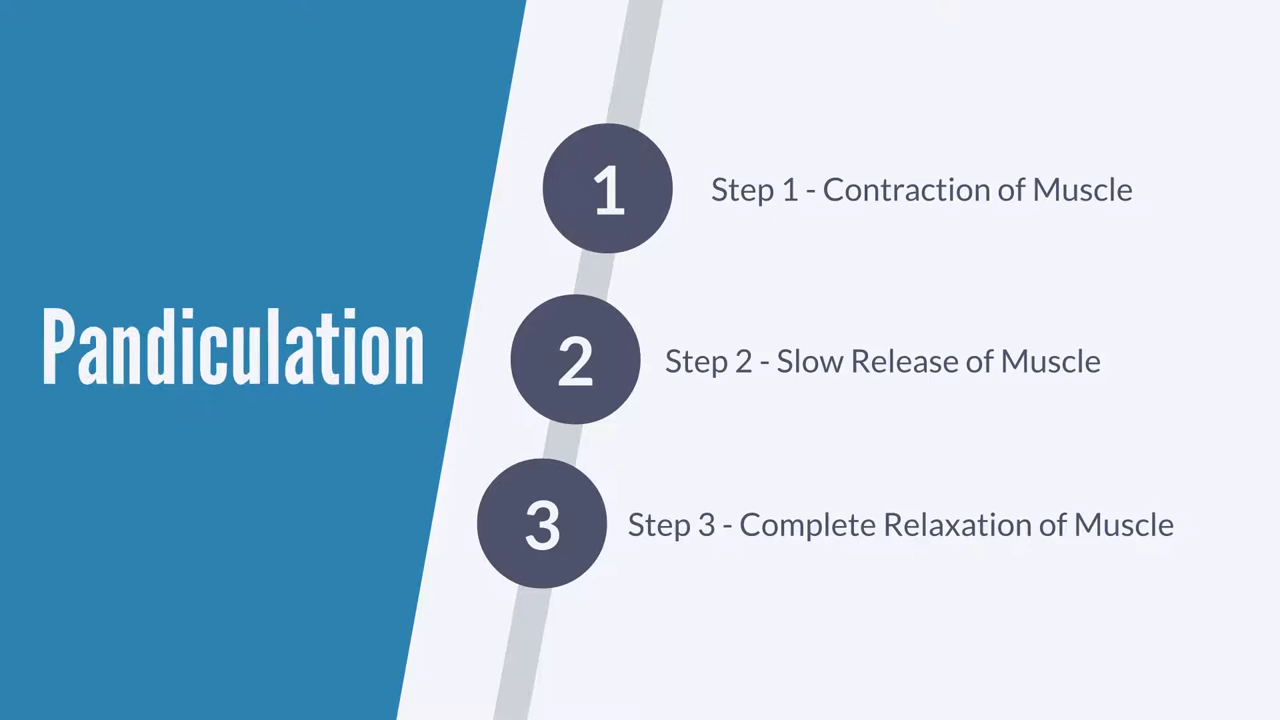 Pandiculation
1
Step 1 - Contraction of Muscle
2
Step 2 - Slow Release of Muscle
3
Step 3 - Complete Relaxation of Muscle